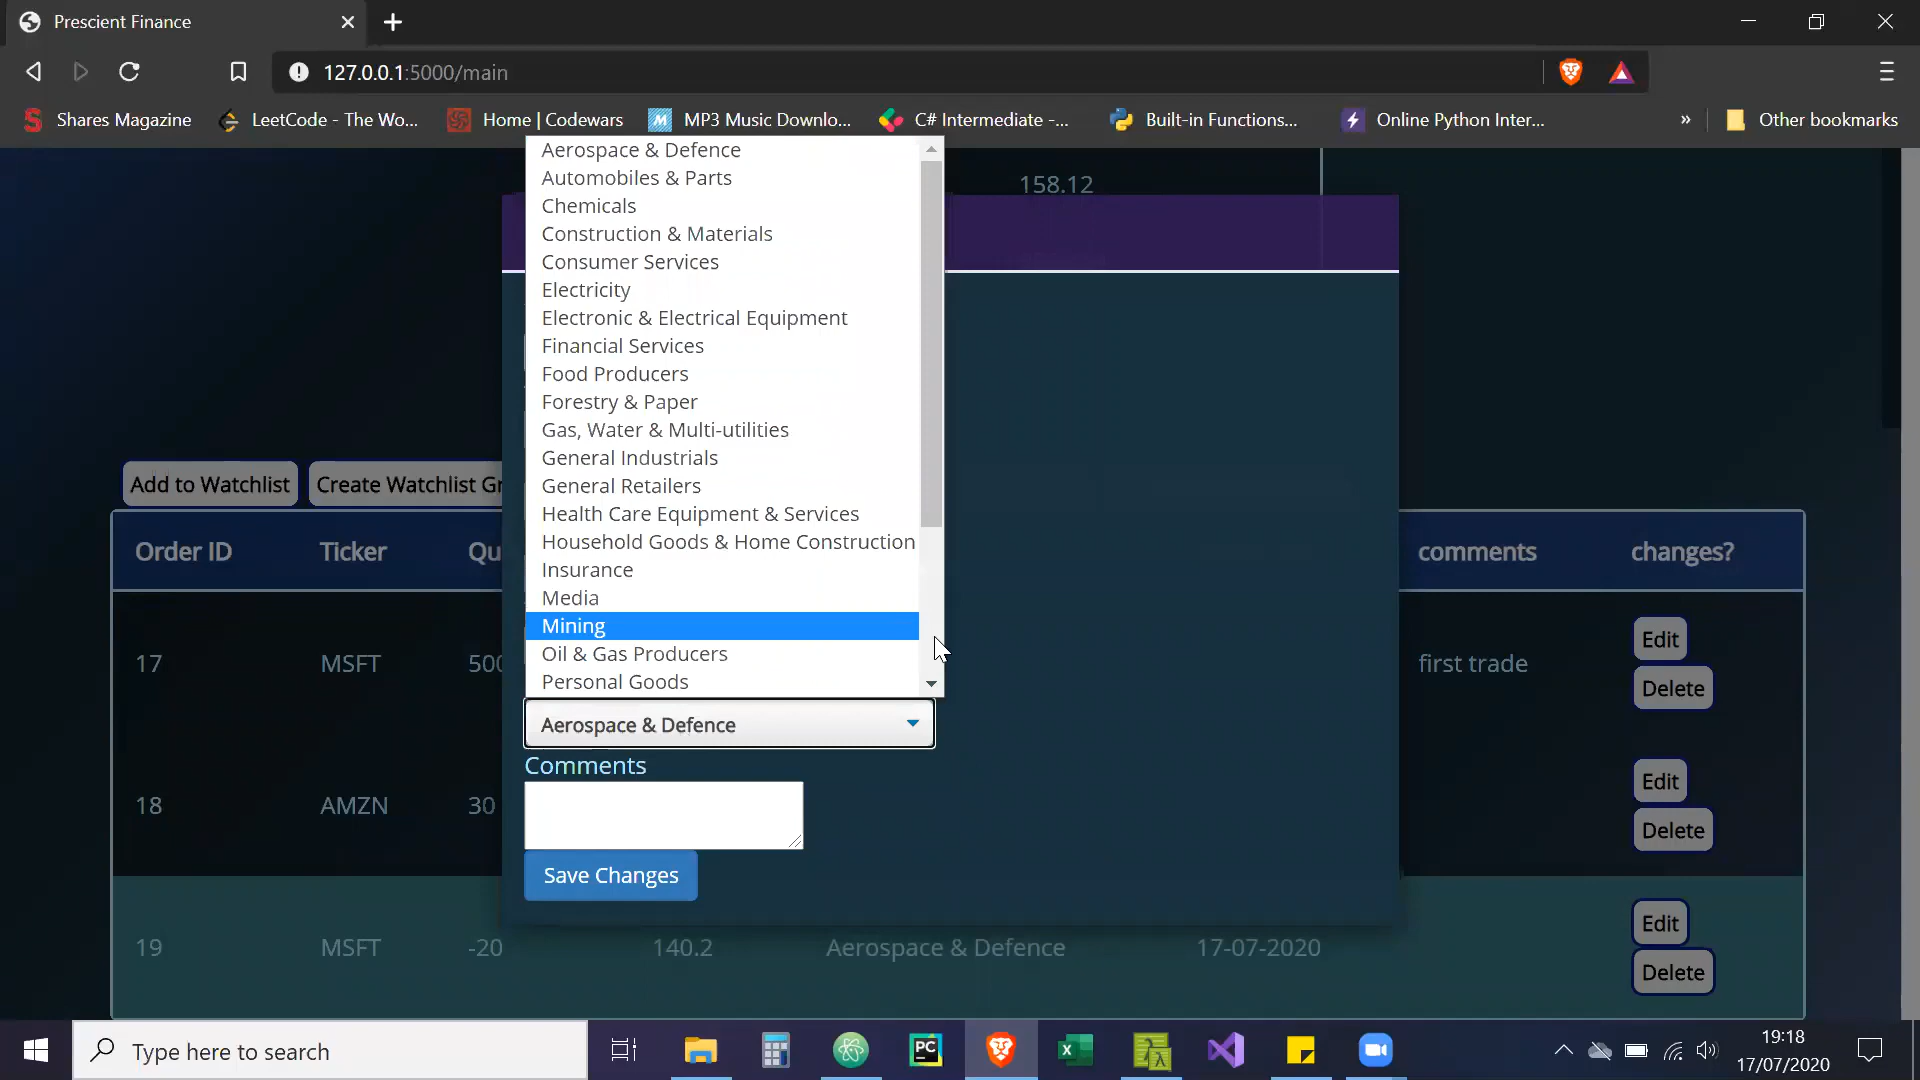 Prescient Finance
127.0.0.1:5000/main
Shares Magazine
LeetCode - The Wo...
Home | Codewars
MP3 Music Downlo...
C# Intermediate -...
Built-in Functions...
Online Python Inter...
»
Other bookmarks
158.12
Aerospace & Defence
Automobiles & Parts
Chemicals
Construction & Materials
Consumer Services
Electricity
Electronic & Electrical Equipment
Financial Services
Food Producers
Forestry & Paper
Gas, Water & Multi-utilities
General Industrials
General Retailers
Health Care Equipment & Services
Household Goods & Home Construction
Insurance
Media
Mining
Oil & Gas Producers
Personal Goods
Aerospace & Defence
Comments
Save Changes
Add to Watchlist
Create Watchlist Gr
Order ID Ticker Qu comments changes?
17 MSFT 500 first trade Edit
Delete
18 AMZN 30 Edit
Delete
19 MSFT -20 140.2 Aerospace & Defence 17-07-2020 Edit
Delete
Type here to search
PC
19:18
17/07/2020